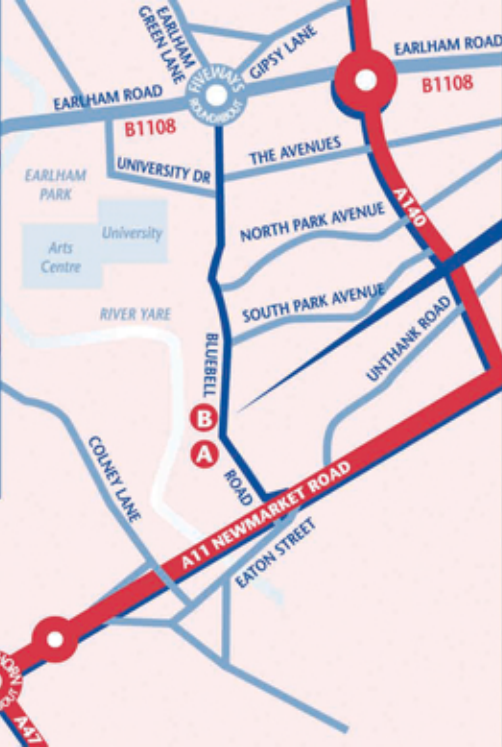 EARLHAM
GREEN LANE
GIPSY LANE
EARLHAM ROAD
B1108
FIVEWAYS
ROUNDABOUT
EARLHAM ROAD
B1108
THE AVENUES
UNIVERSITY DR
EARLHAM
PARK
University
Arts
Centre
A140
NORTH PARK AVENUE
SOUTH PARK AVENUE
RIVER YARE
UNTHANK ROAD
BLUEBELL
ROAD
B
A
COLNEY LANE
A11 NEWMARKET ROAD
EATON STREET
A47